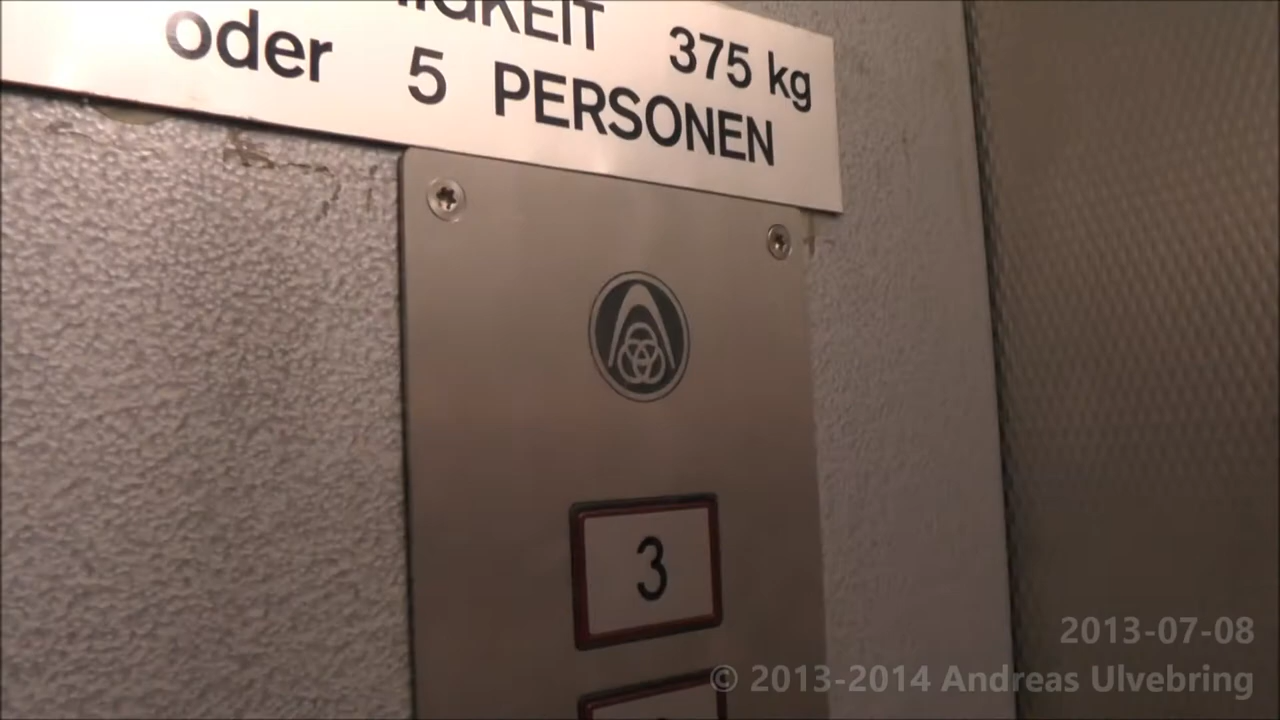 375 kg
oder 5 PERSONEN
3
2013-07-08
© 2013-2014 Andreas Ulvebring